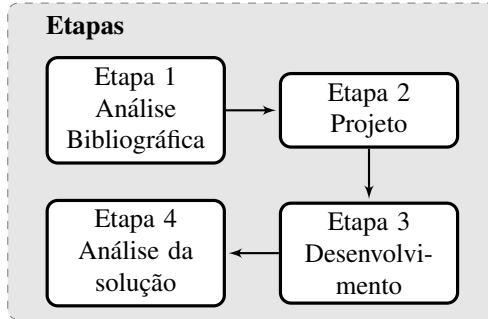 Etapas
Etapa 1
Análise
Bibliográfica
Etapa 2
Projeto
Etapa 3
Desenvolvi-
mento
Etapa 4
Análise da
solução